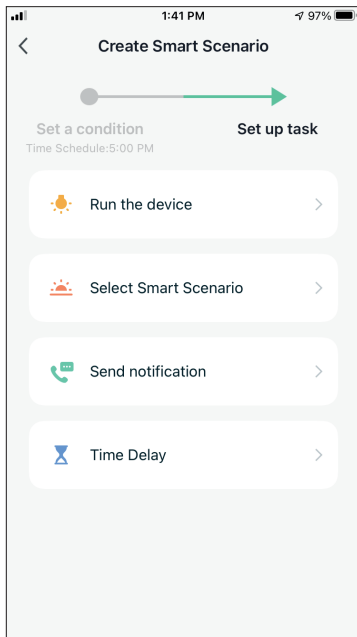 1:41 PM
97%
Create Smart Scenario
Set a condition
Set up task
Time Schedule:5:00 PM
Run the device
Select Smart Scenario
Send notification
Time Delay